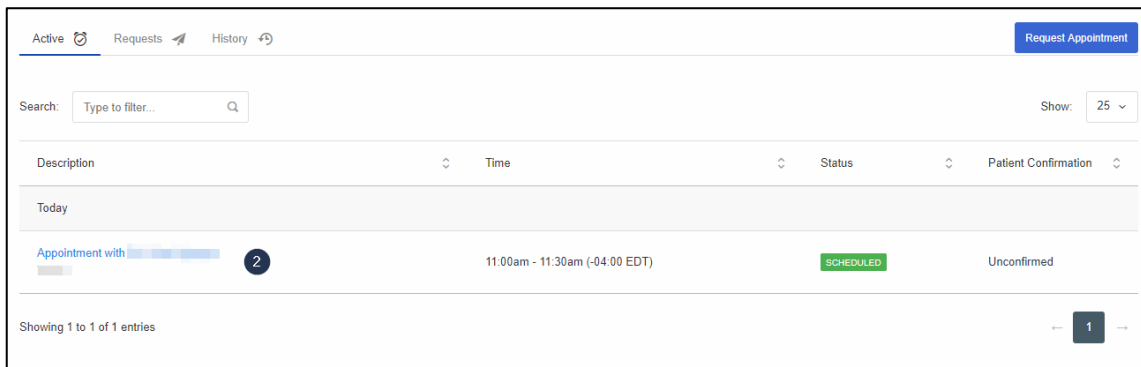 Active Requests History Request Appointment
Search: Type to filter... Show: 25
Description Time Status Patient Confirmation
Today
Appointment with 2 11:00am - 11:30am (-04:00 EDT) SCHEDULED Unconfirmed
Showing 1 to 1 of 1 entries ← 1 →